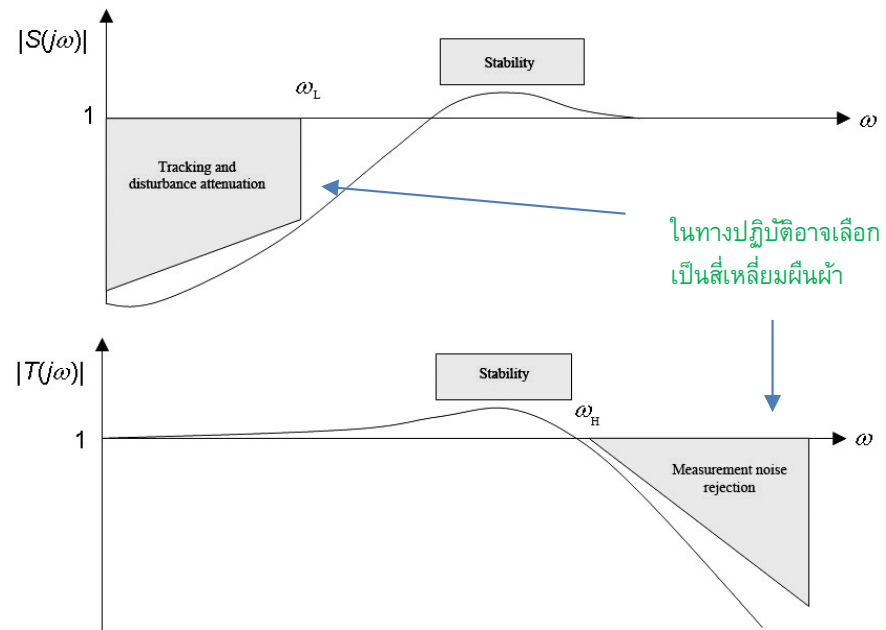 |S(jω)|
Stability
ω_L
1
ω
Tracking and
disturbance attenuation
ในทางปฏิบัติอาจเลือก
เป็นสี่เหลี่ยมผืนผ้า
|T(jω)|
Stability
ω_H
1
ω
Measurement noise
rejection